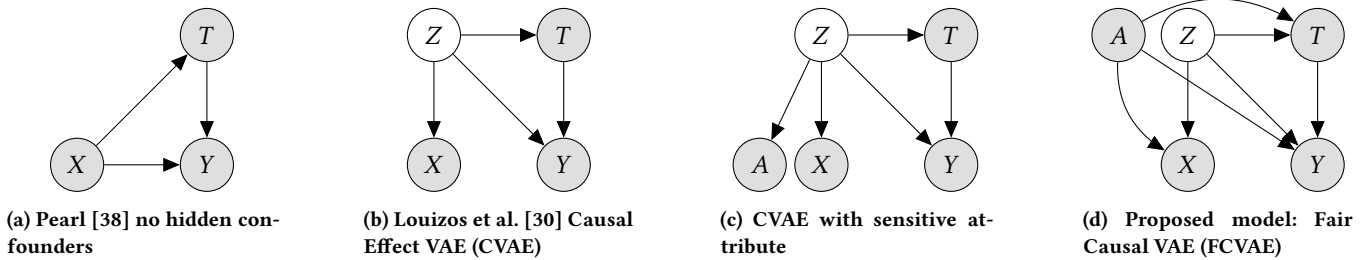 T
X
Y
(a) Pearl [38] no hidden con-
founders
Z
T
X
Y
(b) Louizos et al. [30] Causal
Effect VAE (CVAE)
Z
T
A
X
Y
(c) CVAE with sensitive at-
tribute
A
Z
T
X
Y
(d) Proposed model: Fair
Causal VAE (FCVAE)